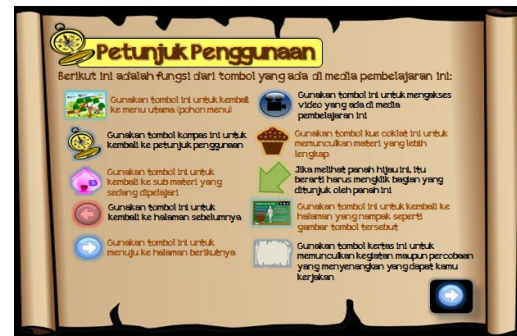 Petunjuk Penggunaan
Berikut ini adalah fungsi dari tombol yang ada di media pembelajaran ini:
Gunakan tombol ini untuk kembali
ke menu utama (pohon menu)
Gunakan tombol kompas ini untuk
kembali ke petunjuk penggunaan
Gunakan tombol ini untuk
kembali ke sub materi yang
sedang dipelajari
Gunakan tombol ini untuk
kembali ke halaman sebelumnya
Gunakan tombol ini untuk
menuju ke halaman berikutnya
Gunakan tombol ini untuk mengakses
video yang ada di media
pembelajaran ini
Gunakan tombol kue coklat ini untuk
memunculkan materi yang lebih
lengkap
Jika melihat panah hijau ini, itu
berarti harus mengklik bagian yang
ditunjuk oleh panah ini
Gunakan tombol ini untuk kembali ke
halaman yang nampak seperti
gambar tombol tersebut
Gunakan tombol kertas ini untuk
memunculkan kegiatan maupun percobaan
yang menyenangkan yang dapat kamu
kerjakan